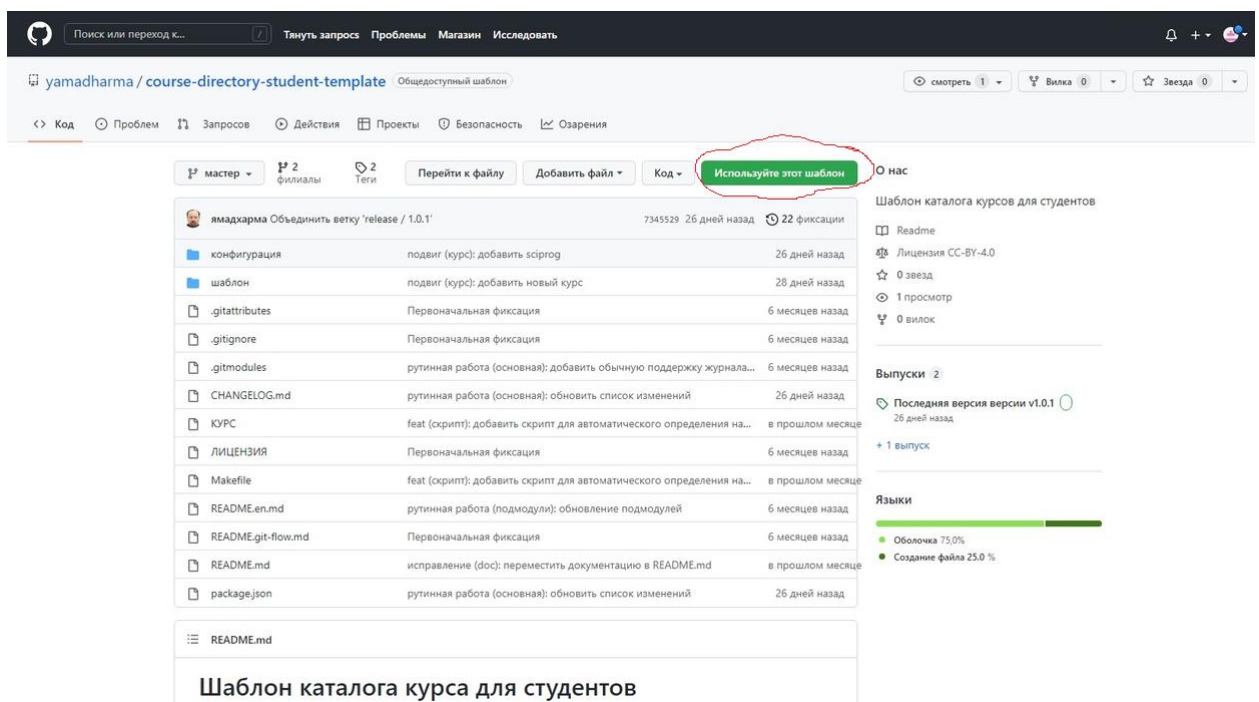 Поиск или переход к... / Тянуть запрос Проблемы Магазин Исследовать
yamadharma / course-directory-student-template Общедоступный шаблон смотреть 1 Вилка 0 Звезда 0
Код Проблем Запросов Действия Проекты Безопасность Озарения
мастер 2 филиалы 2 Теги Перейти к файлу Добавить файл Код Используйте этот шаблон
ямадхарма Объединить ветку 'release / 1.0.1' 7345529 26 дней назад 22 фиксации
конфигурация подвиг (курс): добавить sciprog 26 дней назад
шаблон подвиг (курс): добавить новый курс 28 дней назад
.gitattributes Первоначальная фиксация 6 месяцев назад
.gitignore Первоначальная фиксация 6 месяцев назад
.gitmodules рутинная работа (основная): добавить обычную поддержку журнала... 6 месяцев назад
CHANGELOG.md рутинная работа (основная): обновить список изменений 26 дней назад
КУРС feat (скрипт): добавить скрипт для автоматического определения на... в прошлом месяце
ЛИЦЕНЗИЯ Первоначальная фиксация 6 месяцев назад
Makefile feat (скрипт): добавить скрипт для автоматического определения на... в прошлом месяце
README.en.md рутинная работа (подмодули): обновление подмодулей 6 месяцев назад
README.git-flow.md Первоначальная фиксация 6 месяцев назад
README.md исправление (doc): переместить документацию в README.md в прошлом месяце
package.json рутинная работа (основная): обновить список изменений 26 дней назад
README.md
Шаблон каталога курса для студентов
О нас
Шаблон каталога курсов для студентов
Readme
Лицензия CC-BY-4.0
0 звезд
1 просмотр
0 вилок
Выпуски 2
Последняя версия версии v1.0.1
26 дней назад
+ 1 выпуск
Языки
Оболочка 75,0%
Создание файла 25.0 %